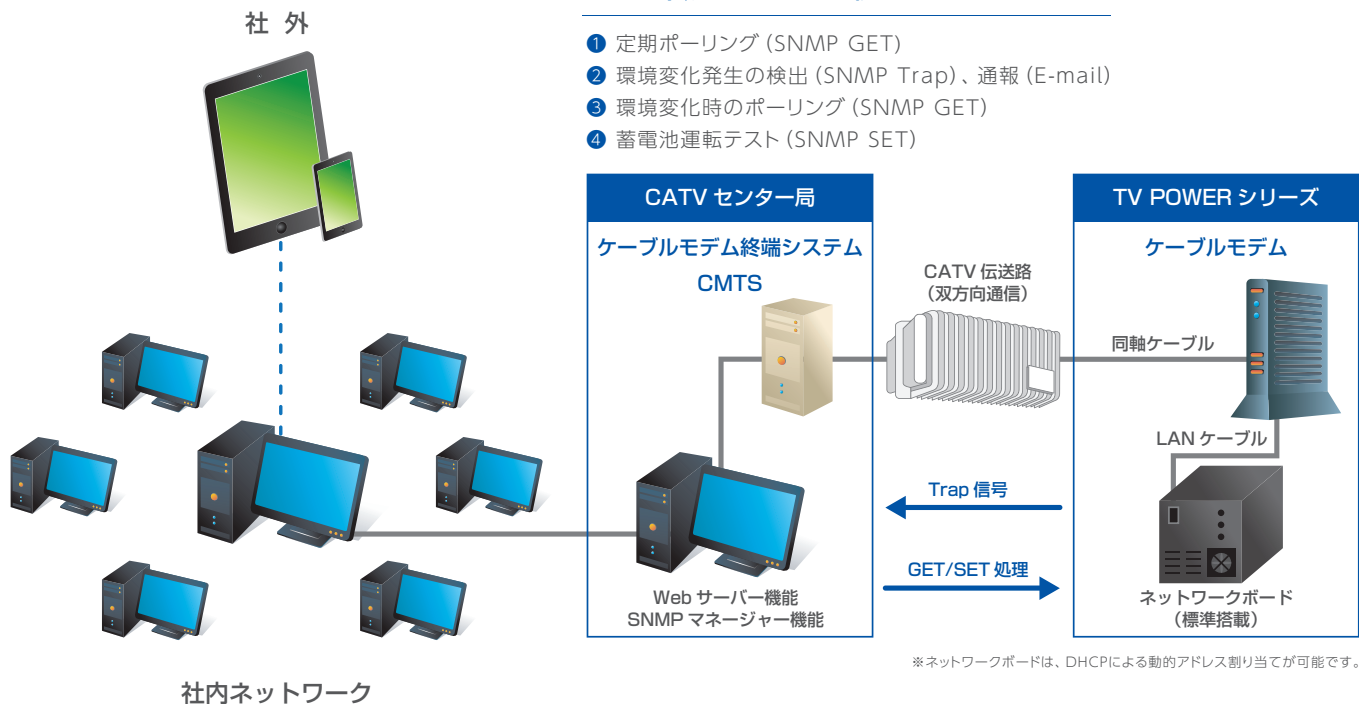 社 外
❶ 定期ポーリング (SNMP GET)
❷ 環境変化発生の検出 (SNMP Trap) 、通報 (E-mail)
❸ 環境変化時のポーリング (SNMP GET)
❹ 蓄電池運転テスト (SNMP SET)
CATV センター局
ケーブルモデム終端システム
CMTS
CATV 伝送路
（双方向通信）
TV POWER シリーズ
ケーブルモデム
同軸ケーブル
LAN ケーブル
Trap 信号
GET/SET 処理
Web サーバー機能
SNMP マネージャー機能
ネットワークボード
（標準搭載）
※ネットワークボードは、DHCPによる動的アドレス割り当てが可能です。
社内ネットワーク